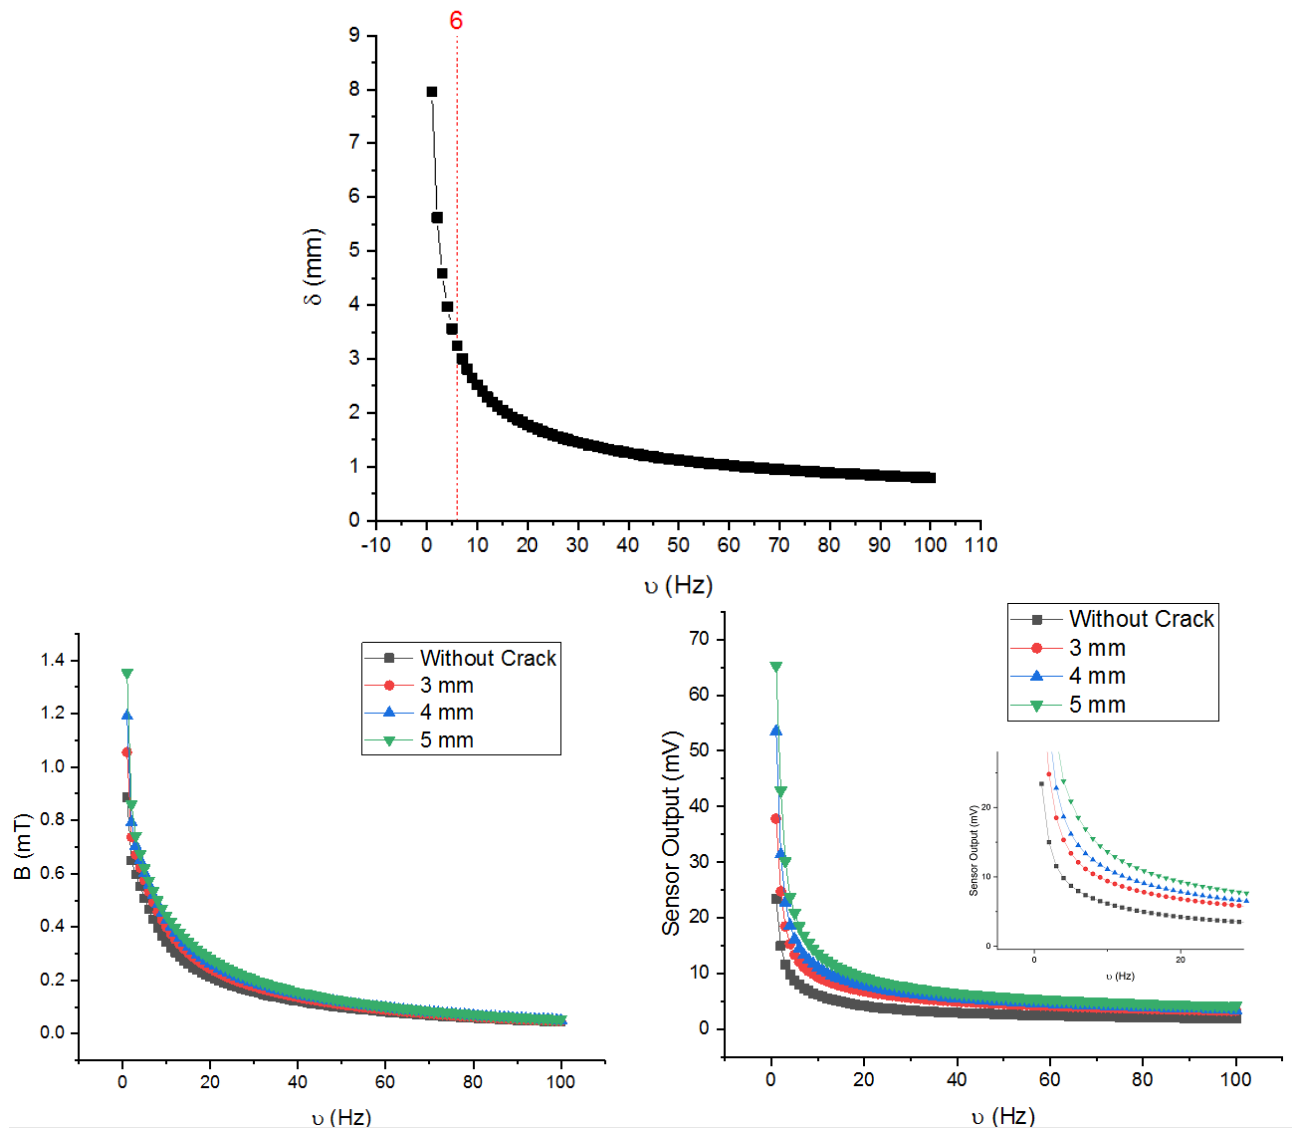 6
9
8
7
6
5
4
3
2
1
0
δ (mm)
-10 0 10 20 30 40 50 60 70 80 90 100 110
υ (Hz)
Without Crack
3 mm
4 mm
5 mm
1.4
1.2
1.0
0.8
0.6
0.4
0.2
0.0
B (mT)
0 20 40 60 80 100
υ (Hz)
Without Crack
3 mm
4 mm
5 mm
70
60
50
40
30
20
10
0
Sensor Output (mV)
20
10
0
Sensor Output (mV)
0 20
υ (Hz)
0 20 40 60 80 100
υ (Hz)